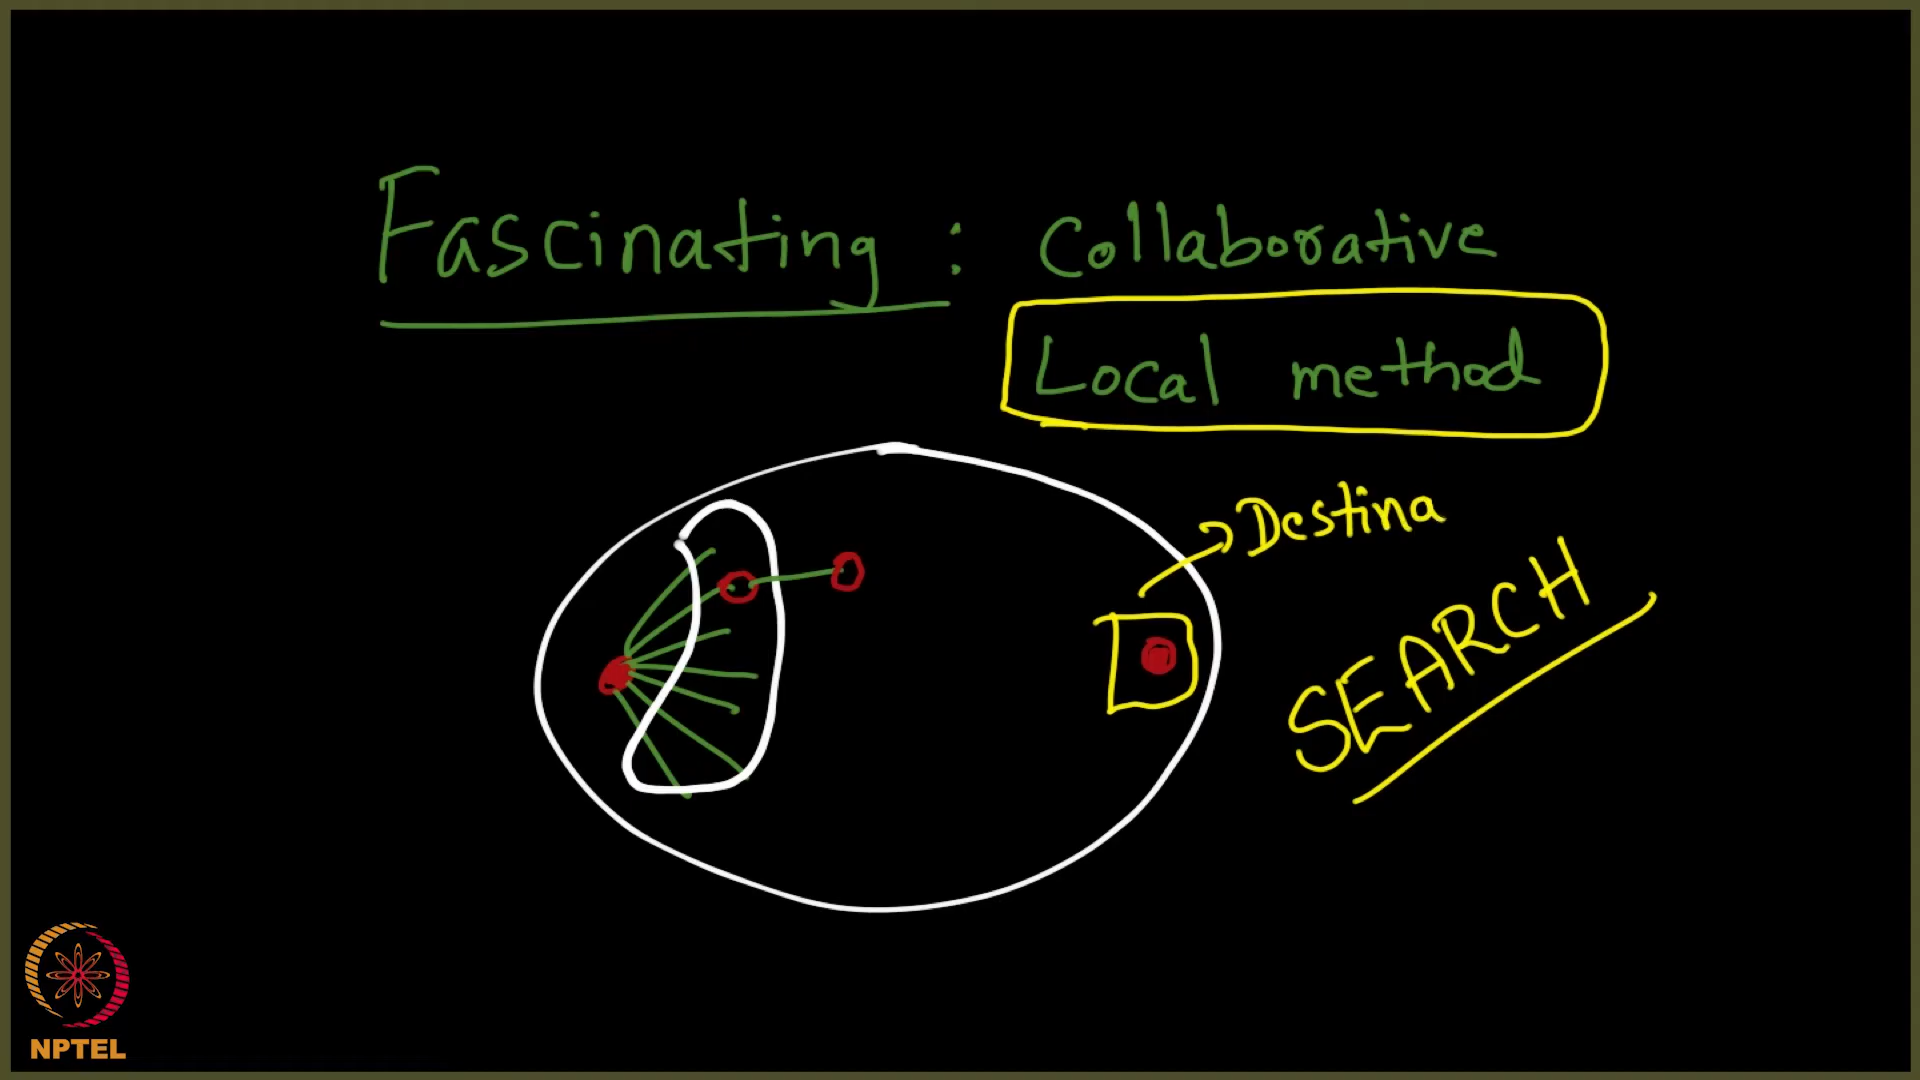 Fascinating : Collaborative
Local method
Destina
SEARCH
NPTEL